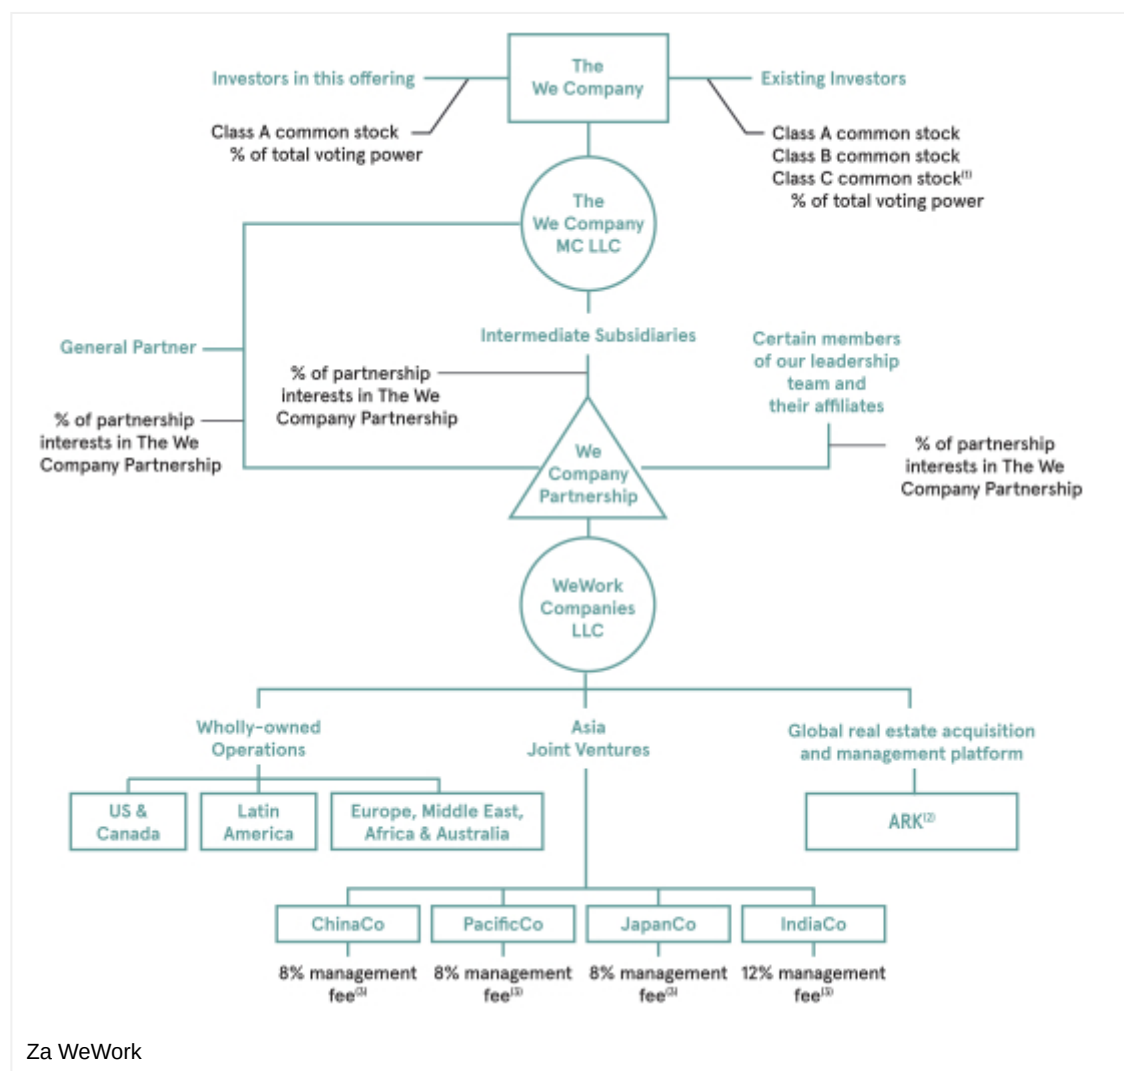 The
We Company
Investors in this offering
Existing Investors
Class A common stock
% of total voting power
Class A common stock
Class B common stock
Class C common stock(1)
% of total voting power
The
We Company
MC LLC
General Partner
Intermediate Subsidiaries
Certain members
of our leadership
team and
their affiliates
% of partnership
interests in The We
Company Partnership
% of partnership
interests in The We
Company Partnership
% of partnership
interests in The We
Company Partnership
We
Company
Partnership
WeWork
Companies
LLC
Wholly-owned
Operations
Asia
Joint Ventures
Global real estate acquisition
and management platform
US &
Canada
Latin
America
Europe, Middle East,
Africa & Australia
ARK(2)
ChinaCo
PacificCo
JapanCo
IndiaCo
8% management
fee(3)
8% management
fee(3)
8% management
fee(3)
12% management
fee(3)
Za WeWork